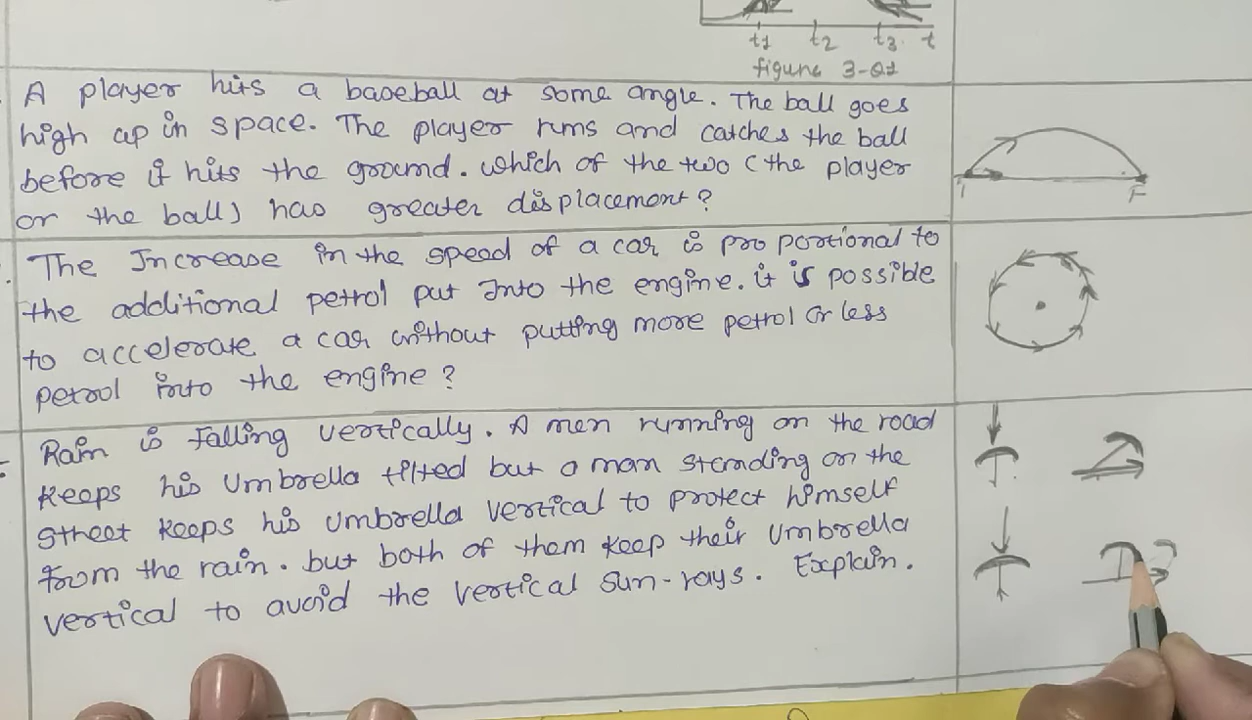 t1 t2 t3 t
figure 3-Q1
A player hits a baseball at some angle. The ball goes
high up in space. The player runs and catches the ball
before it hits the ground. which of the two (the player
or the ball) has greater displacement?
F
The Increase in the speed of a car is proportional to
the additional petrol put Into the engine. it is possible
to accelerate a car without putting more petrol or less
petrol into the engine?
Rain is falling vertically. A men running on the road
keeps his Umbrella tilted but a man standing on the
street keeps his Umbrella vertical to protect himself
from the rain. but both of them keep their Umbrella
vertical to avoid the vertical sun-rays. Explain.